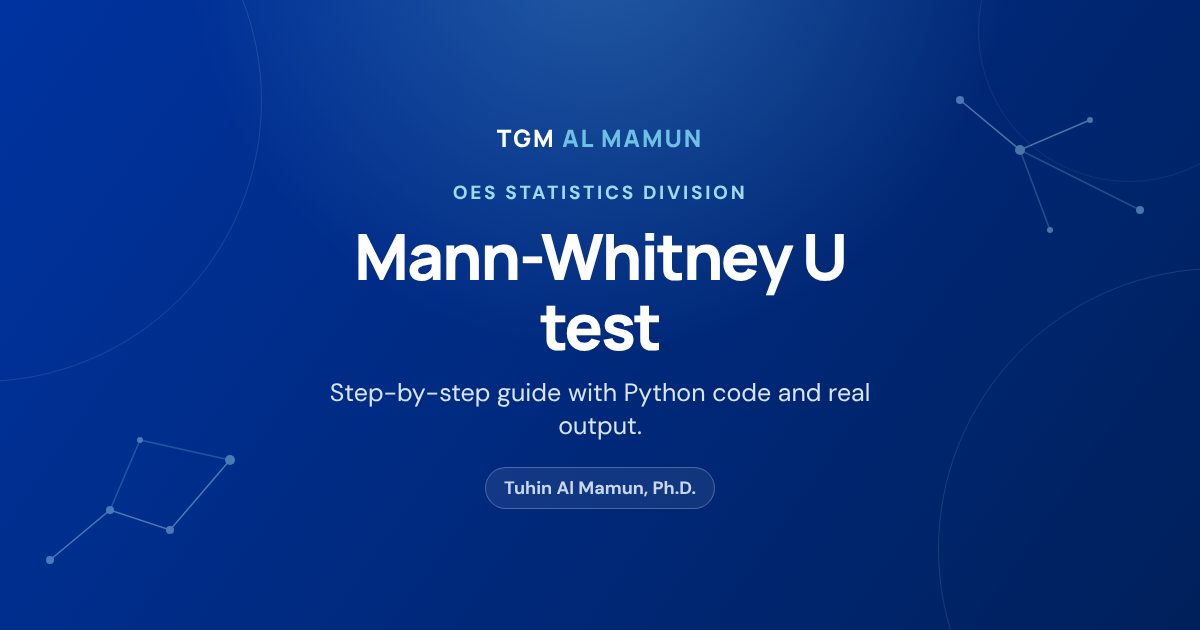 TGM AL MAMUN
OES STATISTICS DIVISION
Mann-Whitney U
test
Step-by-step guide with Python code and real
output.
Tuhin Al Mamun, Ph.D.